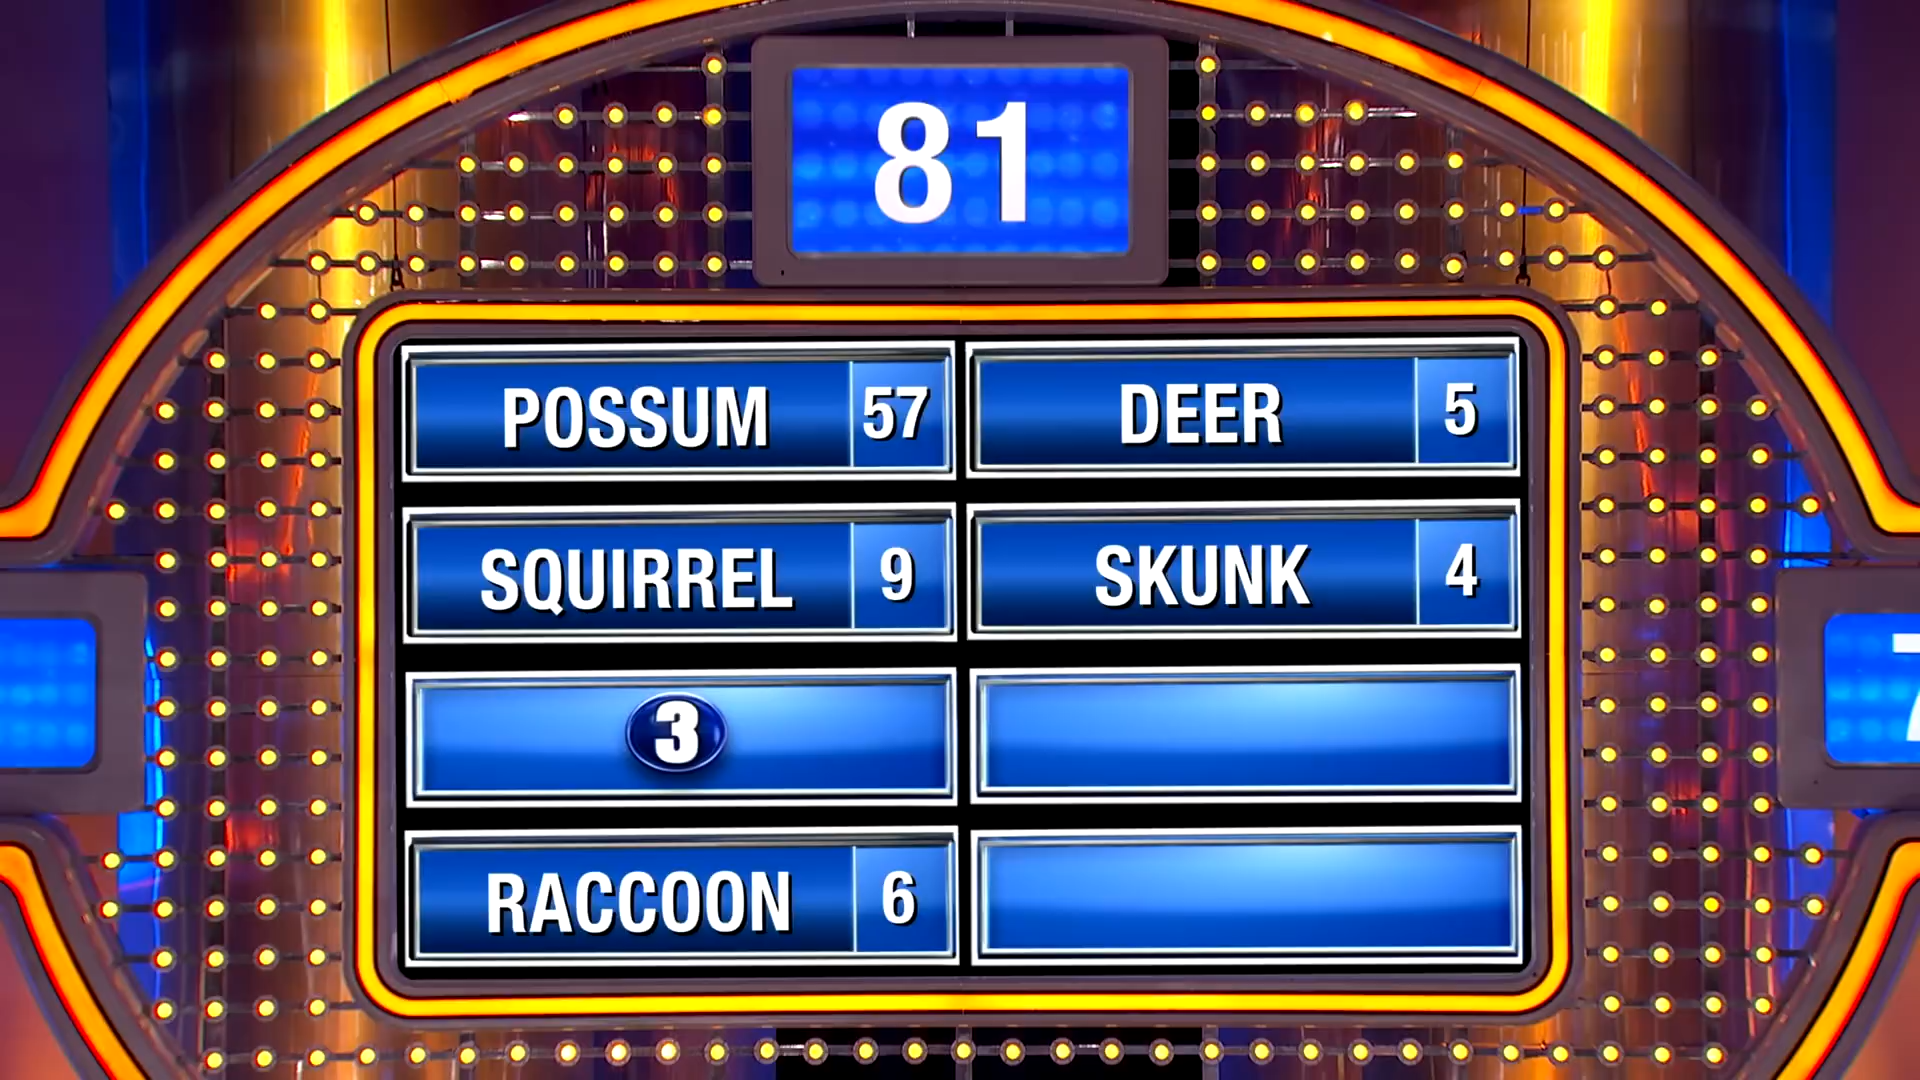 81
POSSUM 57
SQUIRREL 9
3
RACCOON 6
DEER 5
SKUNK 4